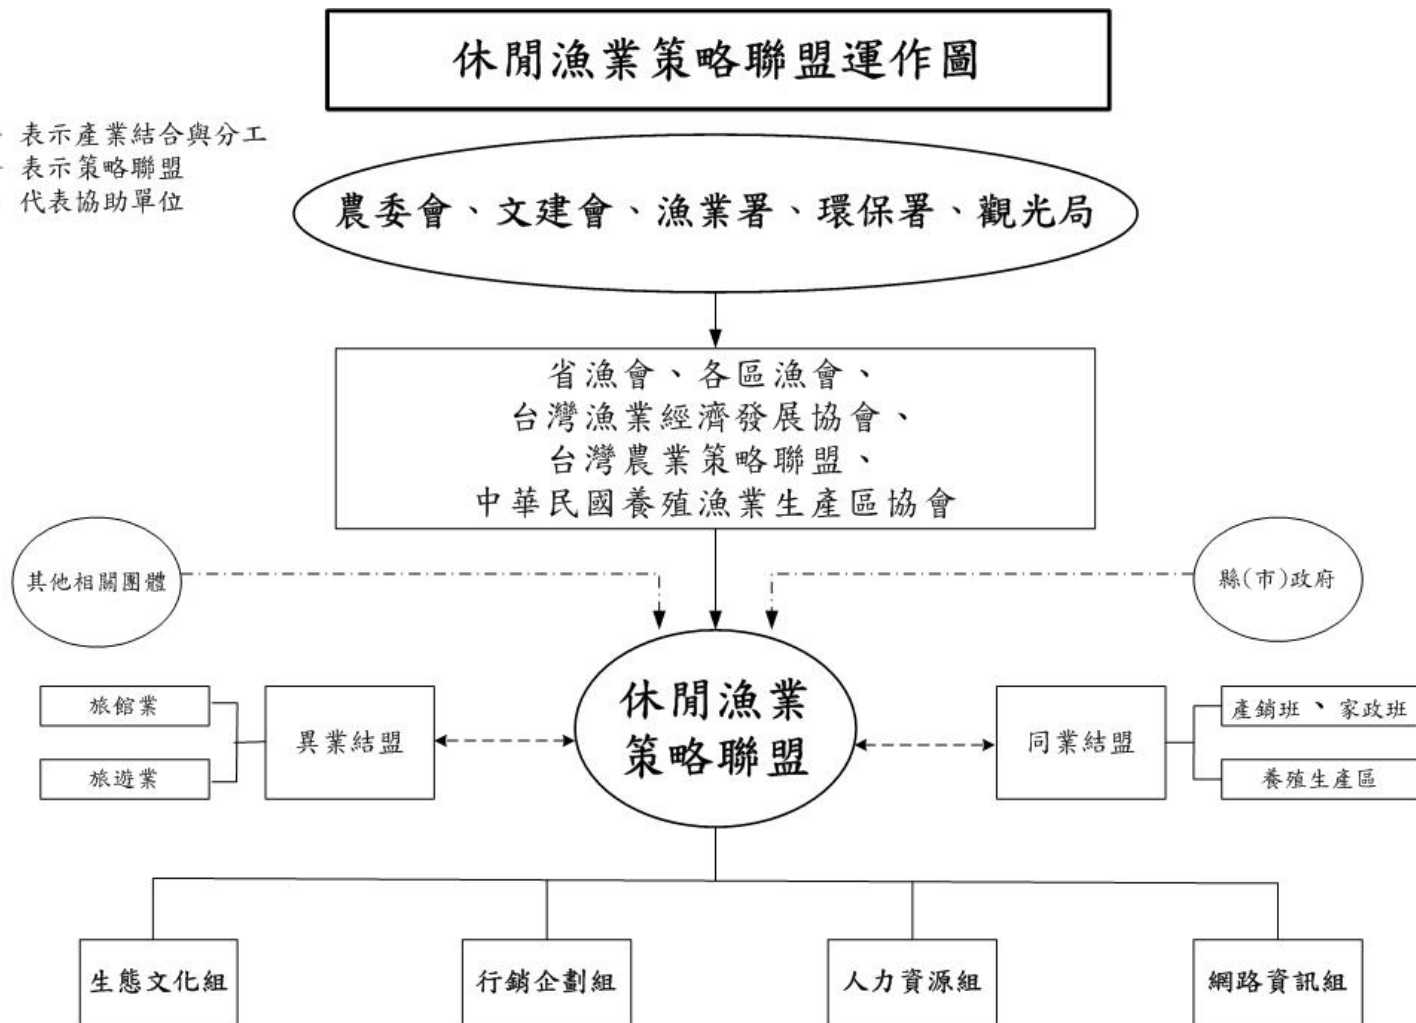 休閒漁業策略聯盟運作圖
表示產業結合與分工
表示策略聯盟
代表協助單位
農委會、文建會、漁業署、環保署、觀光局
省漁會、各區漁會、
台灣漁業經濟發展協會、
台灣農業策略聯盟、
中華民國養殖漁業生產區協會
其他相關團體
縣(市)政府
旅館業
旅遊業
異業結盟
休閒漁業
策略聯盟
同業結盟
產銷班、家政班
養殖生產區
生態文化組
行銷企劃組
人力資源組
網路資訊組